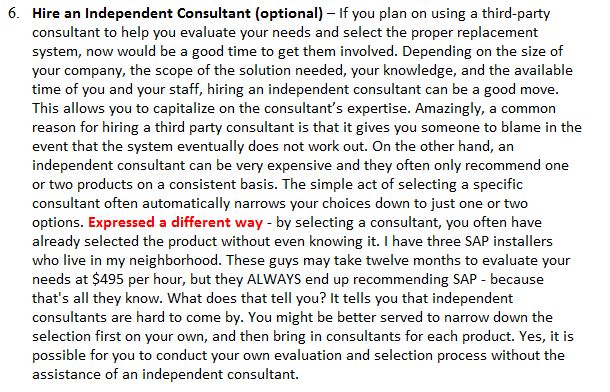 6. Hire an Independent Consultant (optional) – If you plan on using a third-party
consultant to help you evaluate your needs and select the proper replacement
system, now would be a good time to get them involved. Depending on the size of
your company, the scope of the solution needed, your knowledge, and the available
time of you and your staff, hiring an independent consultant can be a good move.
This allows you to capitalize on the consultant’s expertise. Amazingly, a common
reason for hiring a third party consultant is that it gives you someone to blame in the
event that the system eventually does not work out. On the other hand, an
independent consultant can be very expensive and they often only recommend one
or two products on a consistent basis. The simple act of selecting a specific
consultant often automatically narrows your choices down to just one or two
options. Expressed a different way - by selecting a consultant, you often have
already selected the product without even knowing it. I have three SAP installers
who live in my neighborhood. These guys may take twelve months to evaluate your
needs at $495 per hour, but they ALWAYS end up recommending SAP - because
that's all they know. What does that tell you? It tells you that independent
consultants are hard to come by. You might be better served to narrow down the
selection first on your own, and then bring in consultants for each product. Yes, it is
possible for you to conduct your own evaluation and selection process without the
assistance of an independent consultant.